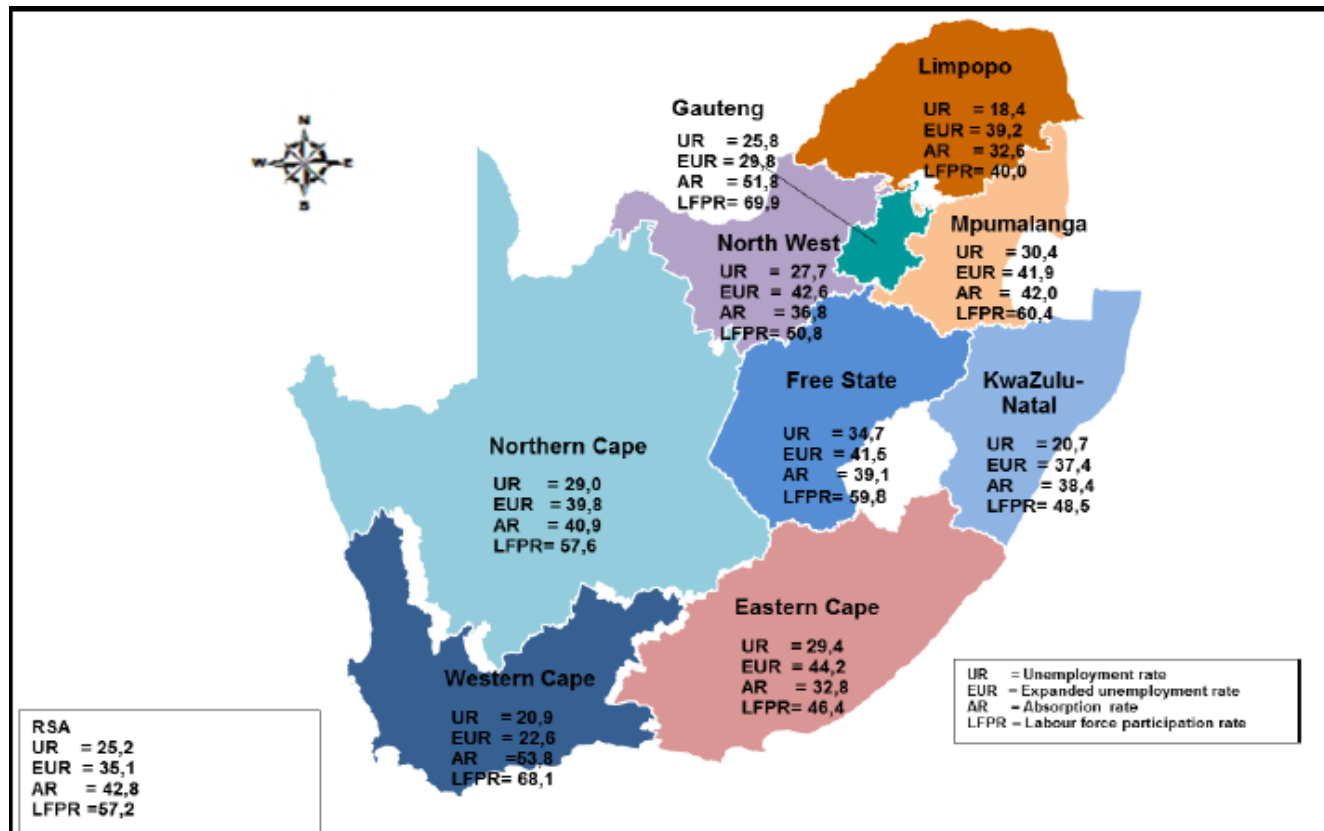 Limpopo
UR = 18,4
EUR = 39,2
AR = 32,6
LFPR= 40,0
Gauteng
UR = 25,8
EUR = 29,8
AR = 51,8
LFPR= 69,9
N
W E
S
North West
UR = 27,7
EUR = 42,6
AR = 36,8
LFPR= 50,8
Mpumalanga
UR = 30,4
EUR = 41,9
AR = 42,0
LFPR=60,4
Free State
UR = 34,7
EUR = 41,5
AR = 39,1
LFPR= 59,8
KwaZulu-
Natal
UR = 20,7
EUR = 37,4
AR = 38,4
LFPR= 48,5
Northern Cape
UR = 29,0
EUR = 39,8
AR = 40,9
LFPR= 57,6
Eastern Cape
UR = 29,4
EUR = 44,2
AR = 32,8
LFPR= 46,4
Western Cape
UR = 20,9
EUR = 22,6
AR =53,8
LFPR= 68,1
UR = Unemployment rate
EUR = Expanded unemployment rate
AR = Absorption rate
LFPR = Labour force participation rate
RSA
UR = 25,2
EUR = 35,1
AR = 42,8
LFPR =57,2